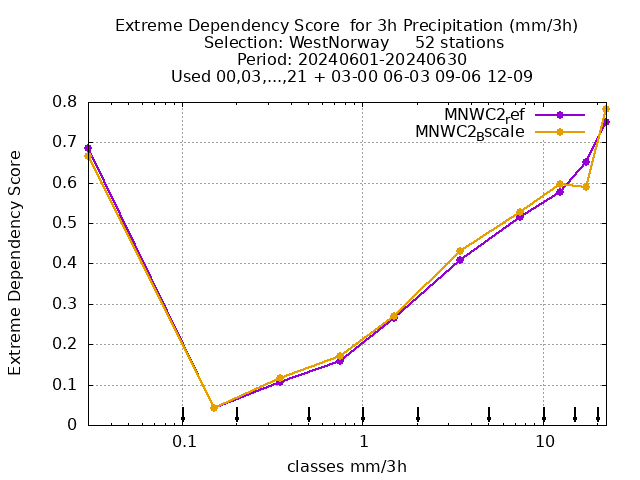 Extreme Dependency Score  for 3h Precipitation (mm/3h)
Selection: WestNorway     52 stations
Period: 20240601-20240630
Used 00,03,...,21 + 03-00 06-03 09-06 12-09
MNWC2ref
MNWC2Bscale
0.8
0.7
0.6
0.5
0.4
0.3
0.2
0.1
0
Extreme Dependency Score
0.1 1 10
classes mm/3h